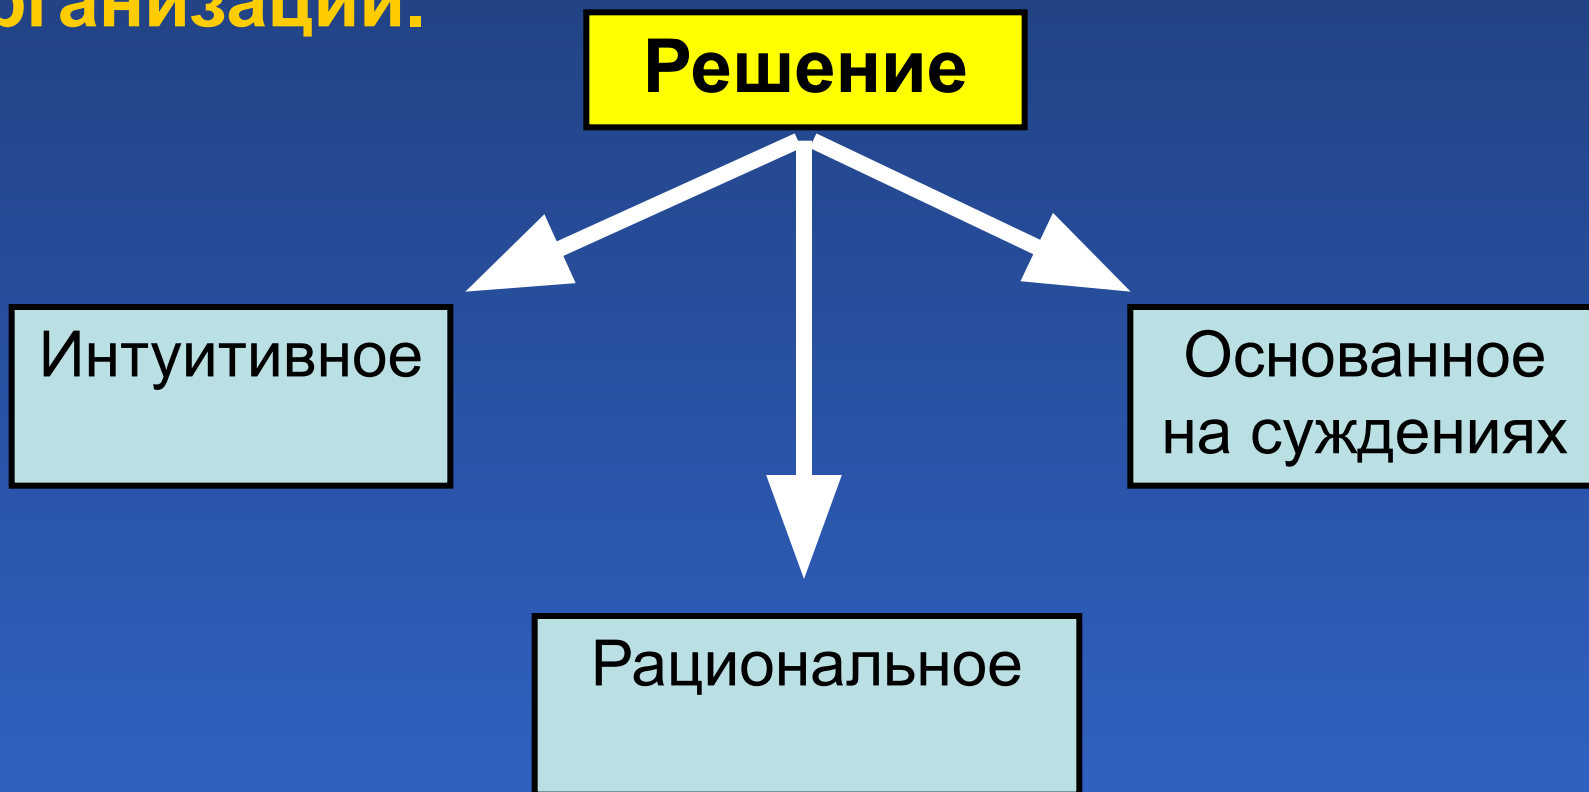 рганизации.
Решение
Интуитивное
Основанное
на суждениях
Рациональное